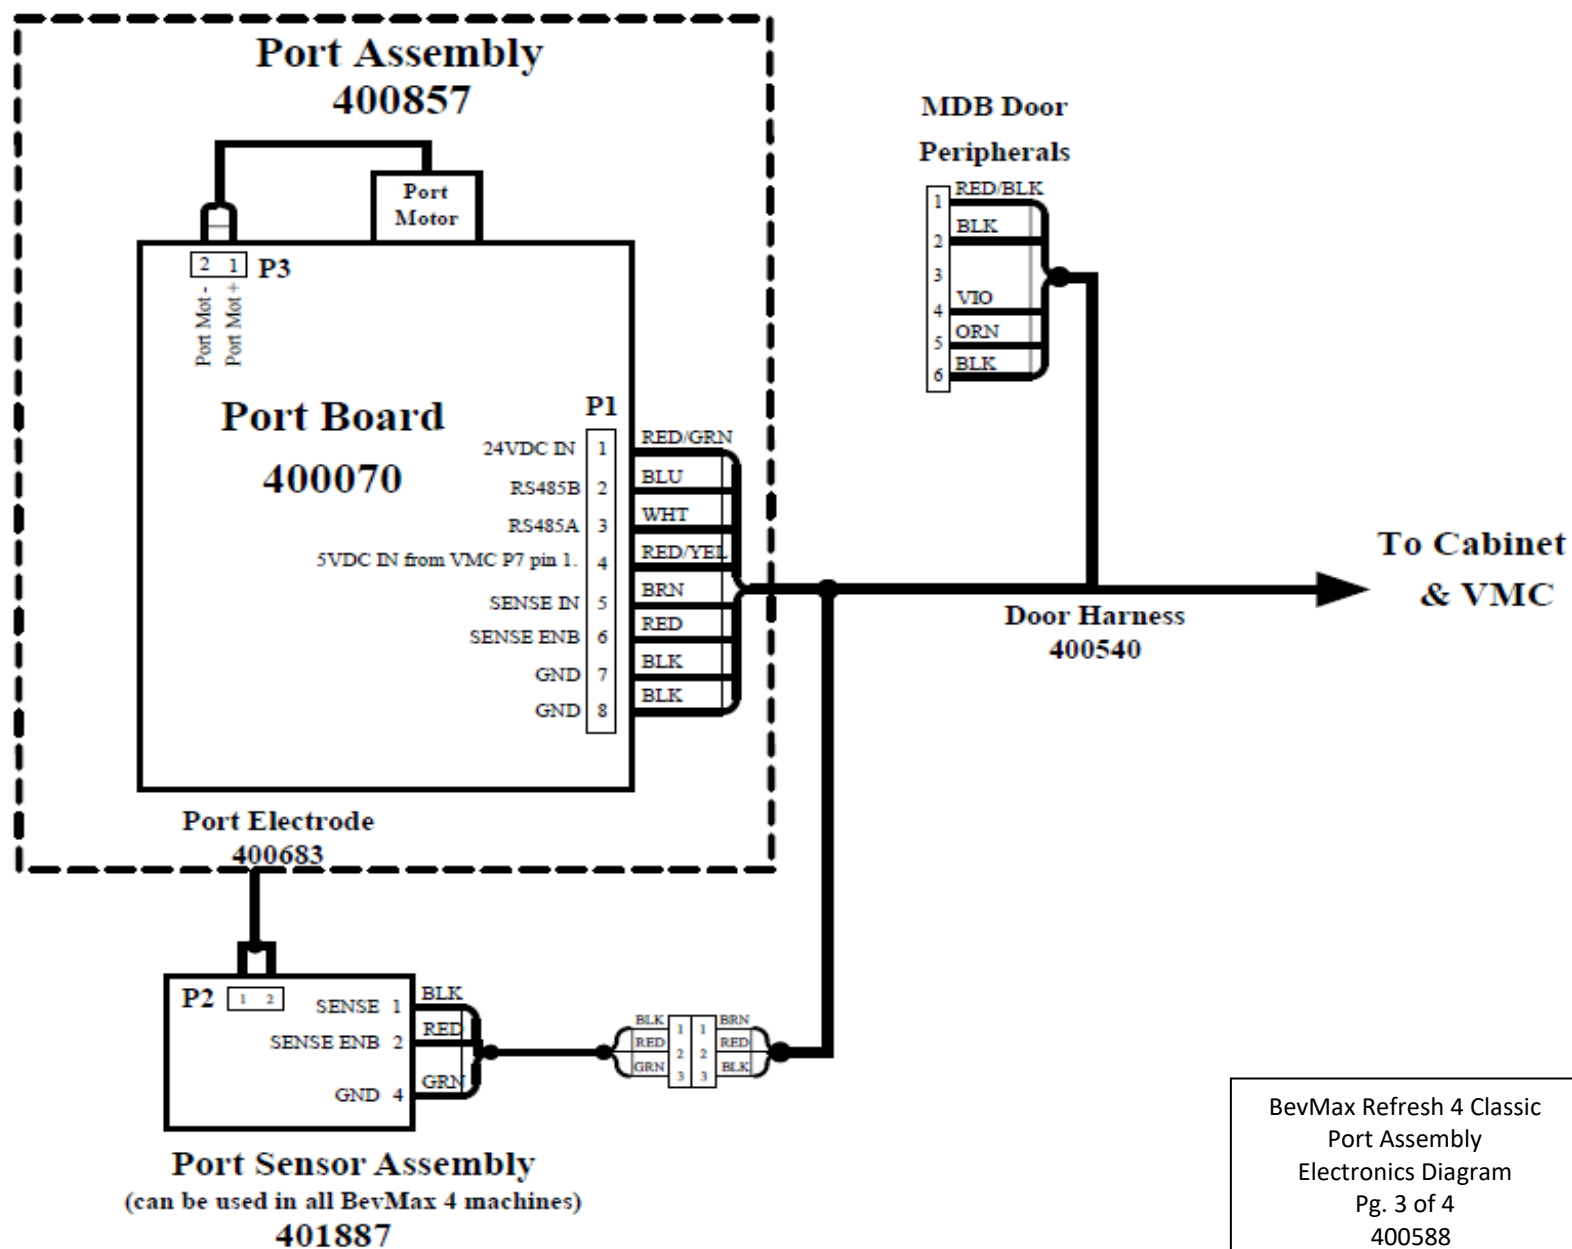 Port Assembly
400857
Port
Motor
2 1 P3
Port Mot -
Port Mot +
Port Board
400070
P1
24VDC IN 1 RED/GRN
RS485B 2 BLU
RS485A 3 WHT
5VDC IN from VMC P7 pin 1. 4 RED/YEL
SENSE IN 5 BRN
SENSE ENB 6 RED
GND 7 BLK
GND 8 BLK
Port Electrode
400683
MDB Door
Peripherals
1 RED/BLK
2 BLK
3
4 VIO
5 ORN
6 BLK
To Cabinet
& VMC
Door Harness
400540
P2 1 2
SENSE 1 BLK
SENSE ENB 2 RED
GND 4 GRN
BLK 1 1 BRN
RED 2 2 RED
GRN 3 3 BLK
Port Sensor Assembly
(can be used in all BevMax 4 machines)
401887
BevMax Refresh 4 Classic
Port Assembly
Electronics Diagram
Pg. 3 of 4
400588